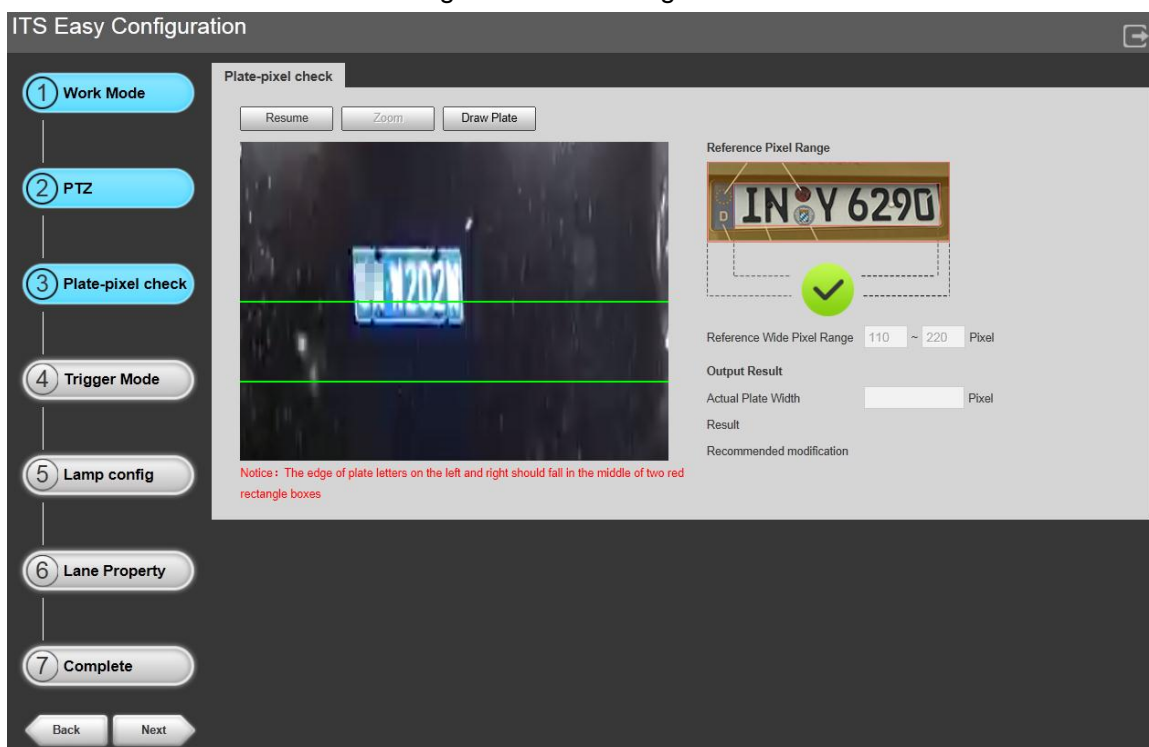 ITS Easy Configuration
1 Work Mode
2 PTZ
3 Plate-pixel check
4 Trigger Mode
5 Lamp config
6 Lane Property
7 Complete
Back Next
Plate-pixel check
Resume Zoom Draw Plate
N202N
Notice: The edge of plate letters on the left and right should fall in the middle of two red
rectangle boxes
Reference Pixel Range
D IN Y 6290
Reference Wide Pixel Range 110 ~ 220 Pixel
Output Result
Actual Plate Width Pixel
Result
Recommended modification